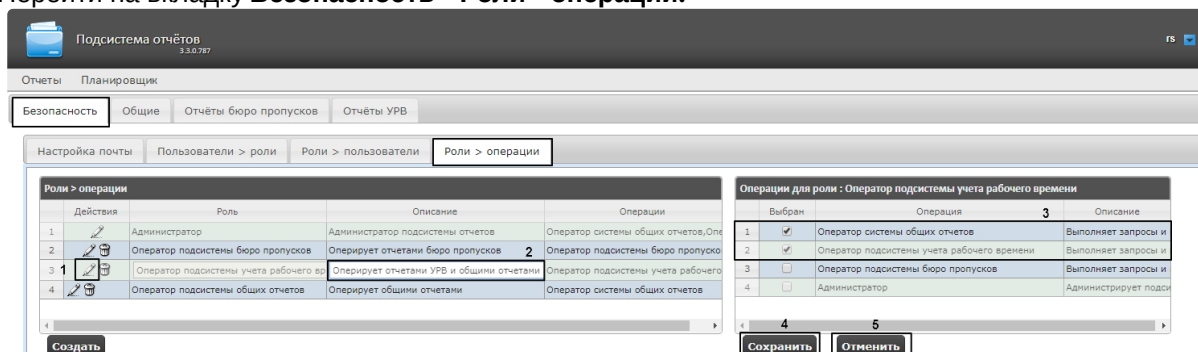 Перейти на вкладку Безопасность - Роли - операции.
Подсистема отчётов
3.3.0.787
rs
Отчеты Планировщик
Безопасность Общие Отчёты бюро пропусков Отчёты УРВ
Настройка почты Пользователи > роли Роли > пользователи Роли > операции
Роли > операции
Действия Роль Описание Операции
1 Администратор Администратор подсистемы отчетов Оператор системы общих отчетов,Опе
2 Оператор подсистемы бюро пропусков Оперирует отчетами бюро пропусков 2 Оператор подсистемы бюро пропуско
3 1 Оператор подсистемы учета рабочего вр Оперирует отчетами УРВ и общими отчетами Оператор подсистемы учета рабочего
4 Оператор подсистемы общих отчетов Оперирует общими отчетами Оператор системы общих отчетов
Создать
Операции для роли : Оператор подсистемы учета рабочего времени
Выбран Операция 3 Описание
1 Оператор системы общих отчетов Выполняет запросы и
2 Оператор подсистемы учета рабочего времени Выполняет запросы и
3 Оператор подсистемы бюро пропусков Выполняет запросы и
4 Администратор Администрирует подси
4 5
Сохранить Отменить